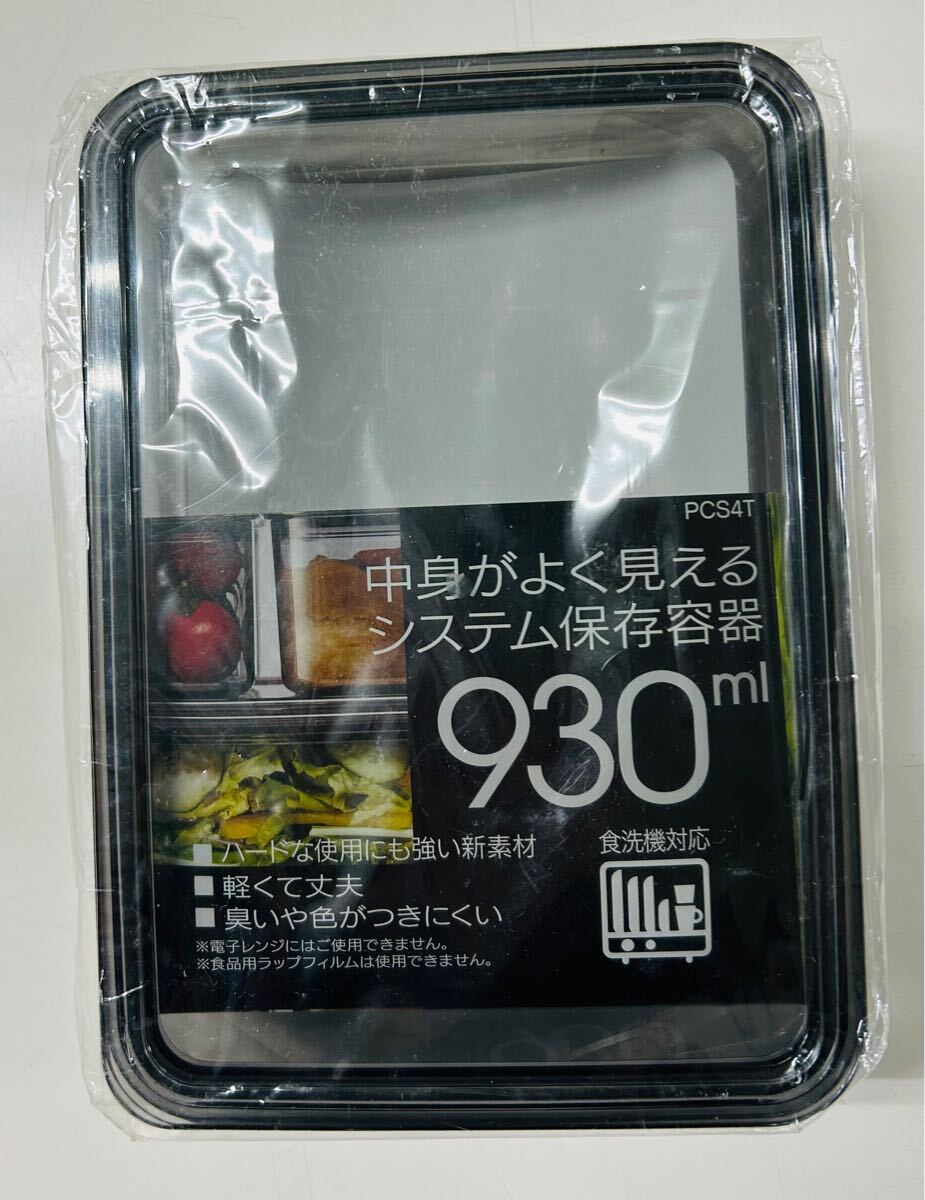 PCS4T
中身がよく見える
システム保存容器
930ml
■ ハードな使用にも強い新素材
■ 軽くて丈夫
■ 臭いや色がつきにくい
※電子レンジにはご使用できません。
※食品用ラップフィルムは使用できません。
食洗機対応